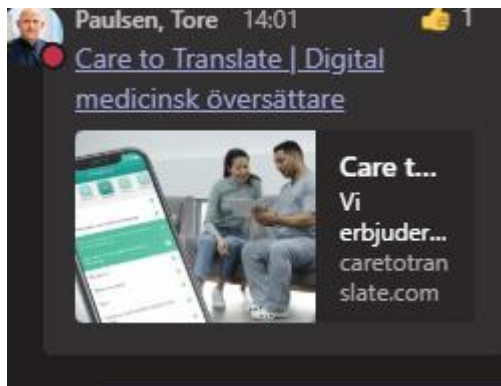 Paulsen, Tore 14:01 👍 1
Care to Translate | Digital
medicinsk översättare
Care t...
Vi
erbjuder...
caretotran
slate.com